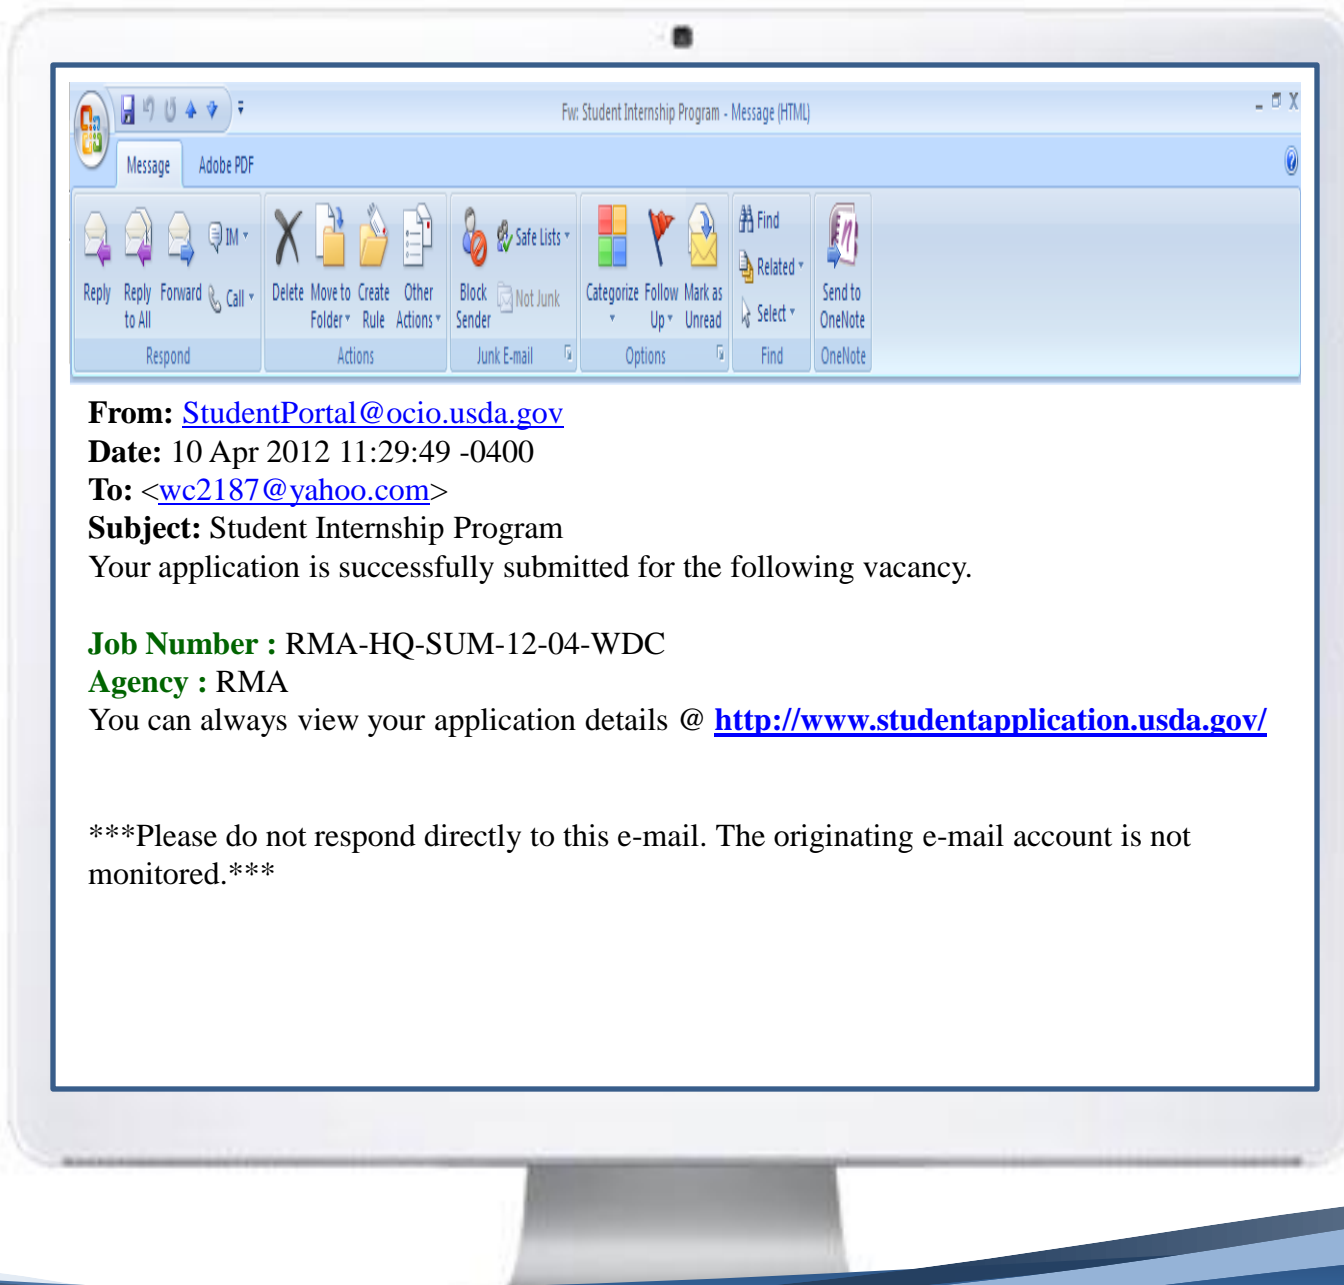 Fw: Student Internship Program - Message (HTML)
Message Adobe PDF
Reply Reply to All Forward IM Call
Respond
Delete Move to Folder Create Rule Other Actions
Actions
Block Sender Safe Lists Not Junk
Junk E-mail
Categorize Follow Up Mark as Unread
Options
Find Related Select
Find
Send to OneNote
OneNote
From: StudentPortal@ocio.usda.gov
Date: 10 Apr 2012 11:29:49 -0400
To: <wc2187@yahoo.com>
Subject: Student Internship Program
Your application is successfully submitted for the following vacancy.
Job Number : RMA-HQ-SUM-12-04-WDC
Agency : RMA
You can always view your application details @ http://www.studentapplication.usda.gov/
***Please do not respond directly to this e-mail. The originating e-mail account is not
monitored.***